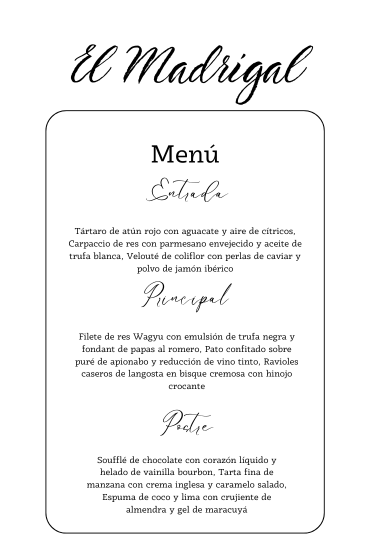 El Madrigal
Menú
Entrada
Tártaro de atún rojo con aguacate y aire de cítricos,
Carpaccio de res con parmesano envejecido y aceite de
trufa blanca, Velouté de coliflor con perlas de caviar y
polvo de jamón ibérico
Principal
Filete de res Wagyu con emulsión de trufa negra y
fondant de papas al romero, Pato confitado sobre
puré de apionabo y reducción de vino tinto, Ravioles
caseros de langosta en bisque cremosa con hinojo
crocante
Postre
Soufflé de chocolate con corazón líquido y
helado de vainilla bourbon, Tarta fina de
manzana con crema inglesa y caramelo salado,
Espuma de coco y lima con crujiente de
almendra y gel de maracuyá